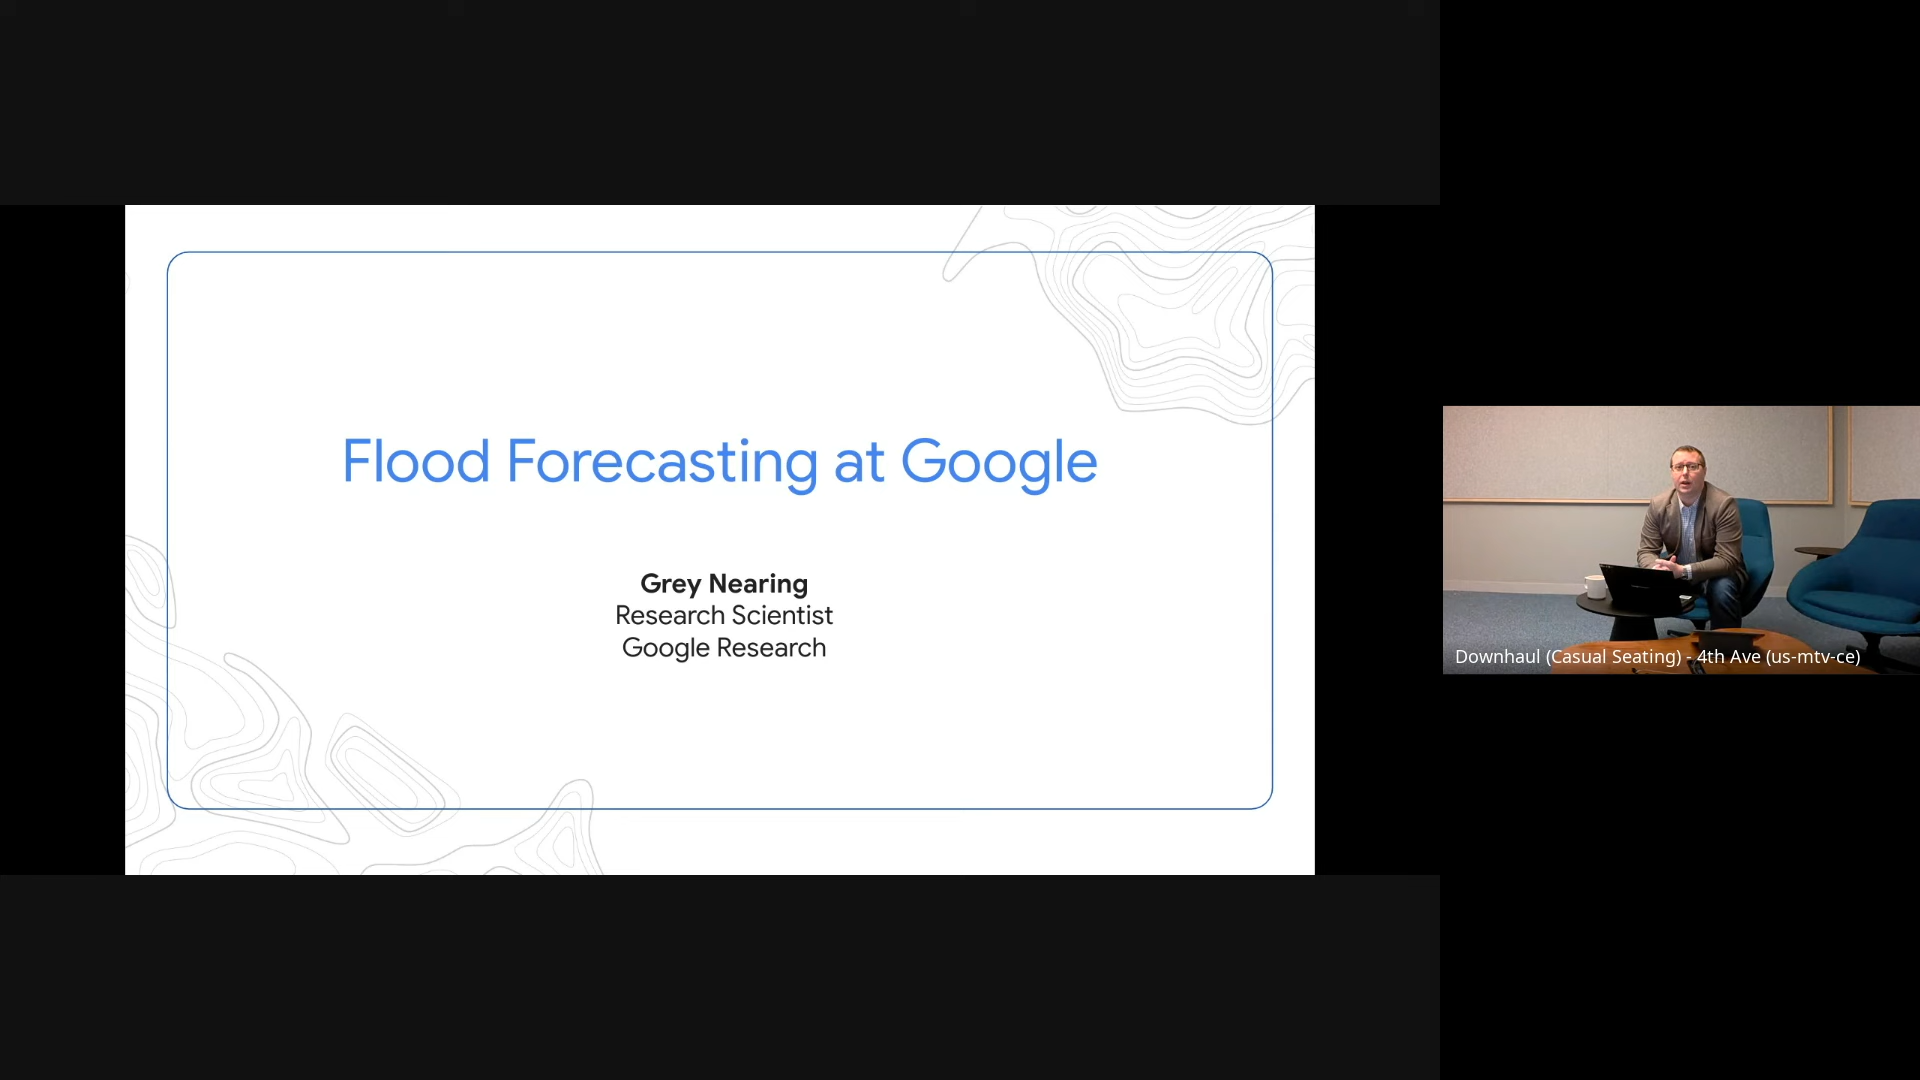 Flood Forecasting at Google
Grey Nearing
Research Scientist
Google Research
Downhaul (Casual Seating) - 4th Ave (us-mtv-ce)